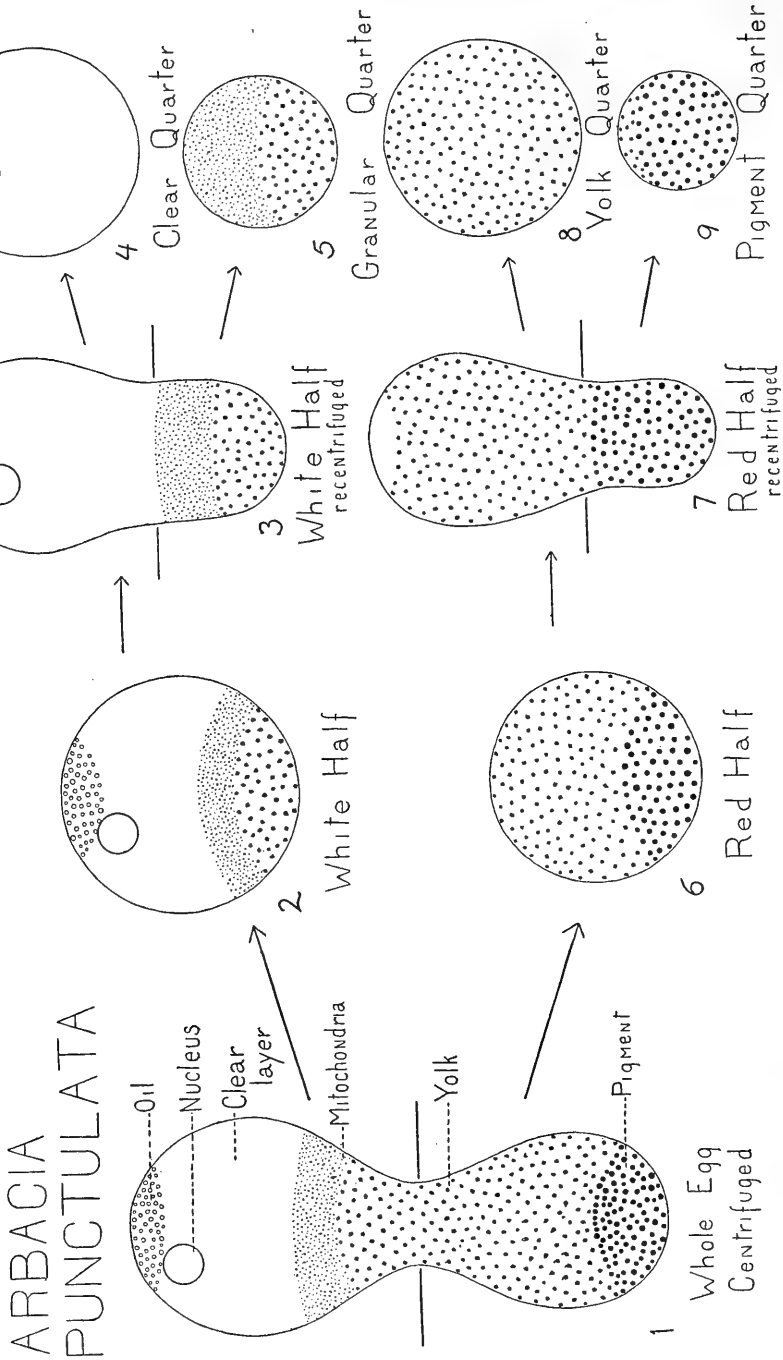 ARBACIA
PUNCTULATA
Oil
Nucleus
Clear
layer
Mitochondria
Yolk
Pigment
1
Whole Egg
Centrifuged
2
White Half
3
White Half
recentrifuged
4
Clear Quarter
5
Granular Quarter
6
Red Half
7
Red Half
recentrifuged
8
Yolk Quarter
9
Pigment Quarter